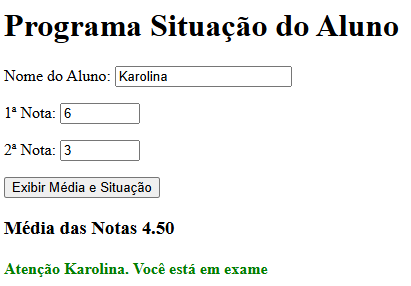 Programa Situação do Aluno
Nome do Aluno: Karolina
1ª Nota: 6
2ª Nota: 3
Exibir Média e Situação
Média das Notas 4.50
Atenção Karolina. Você está em exame